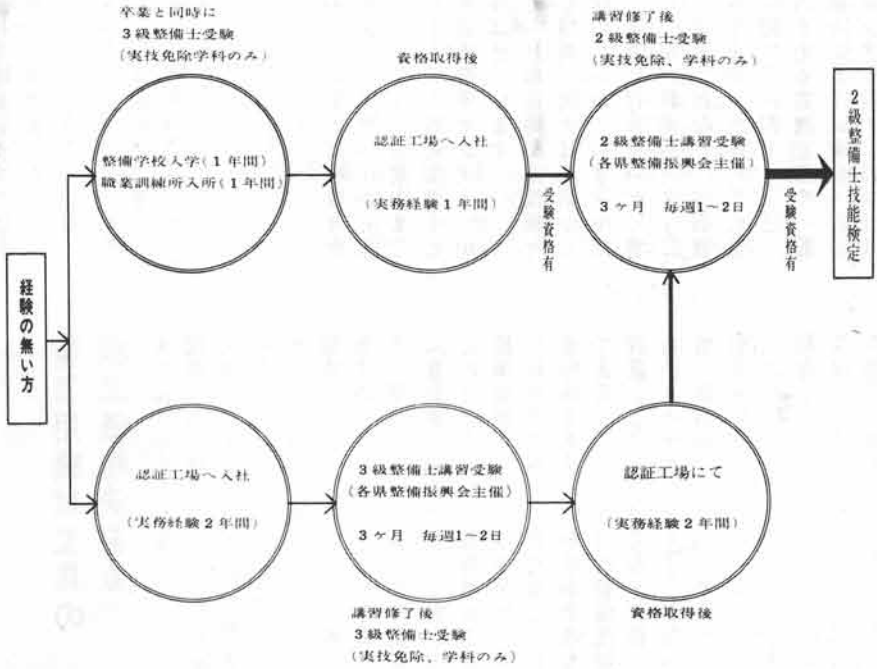 卒業と同時に
3級整備士受験
(実技免除学科のみ)
整備学校入学(1年間)
職業訓練所入所(1年間)
資格取得後
認証工場へ入社
(実務経験1年間)
受験資格有
講習修了後
2級整備士受験
(実技免除、学科のみ)
2級整備士講習受験
(各県整備振興会主催)
3ヶ月 毎週1~2日
受験資格有
2級整備士技能検定
経験の無い方
認証工場へ入社
(実務経験2年間)
3級整備士講習受験
(各県整備振興会主催)
3ヶ月 毎週1~2日
講習修了後
3級整備士受験
(実技免除、学科のみ)
認証工場にて
(実務経験2年間)
資格取得後